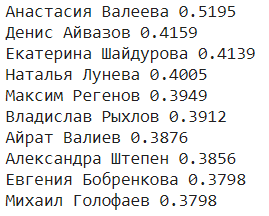 Анастасия Валеева 0.5195
Денис Айвазов 0.4159
Екатерина Шайдурова 0.4139
Наталья Лунева 0.4005
Максим Регенов 0.3949
Владислав Рыхлов 0.3912
Айрат Валиев 0.3876
Александра Штепен 0.3856
Евгения Бобренкова 0.3798
Михаил Голофаев 0.3798